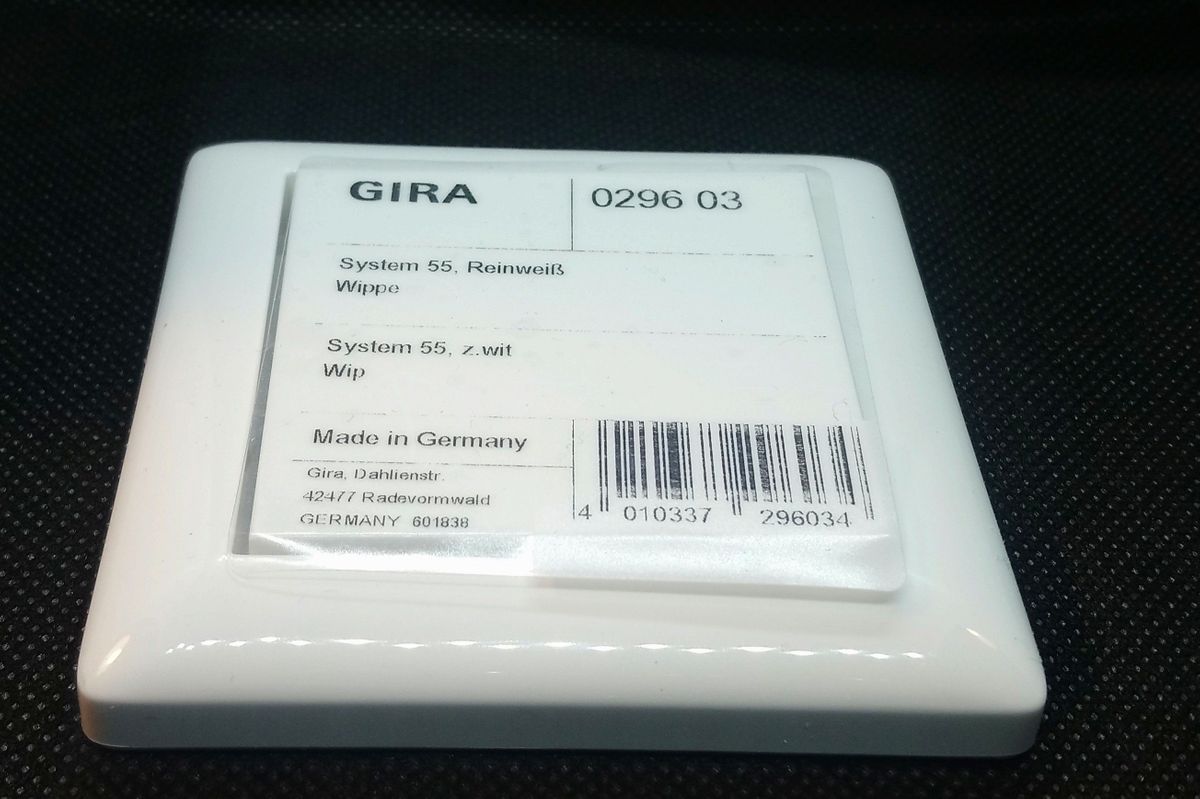 GIRA
0296 03
System 55, Reinweiß
Wippe
System 55, z.wit
Wip
Made in Germany
Gira, Dahlienstr.
42477 Radevormwald
GERMANY 601838
4 010337 296034